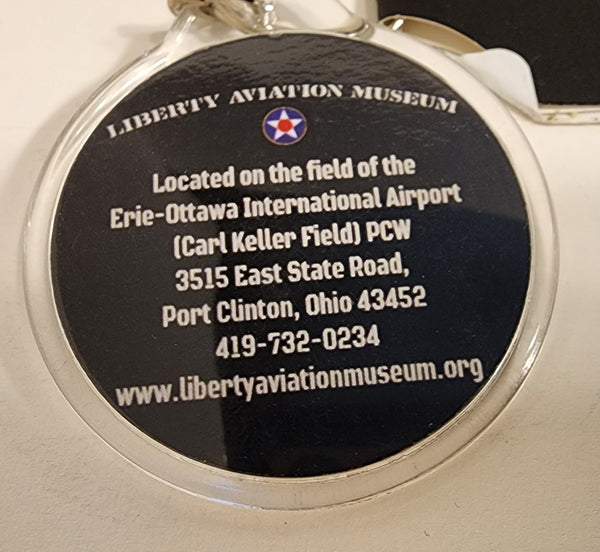 LIBERTY AVIATION MUSEUM
Located on the field of the
Erie-Ottawa International Airport
(Carl Keller Field) PCW
3515 East State Road,
Port Clinton, Ohio 43452
419-732-0234
www.libertyaviationmuseum.org